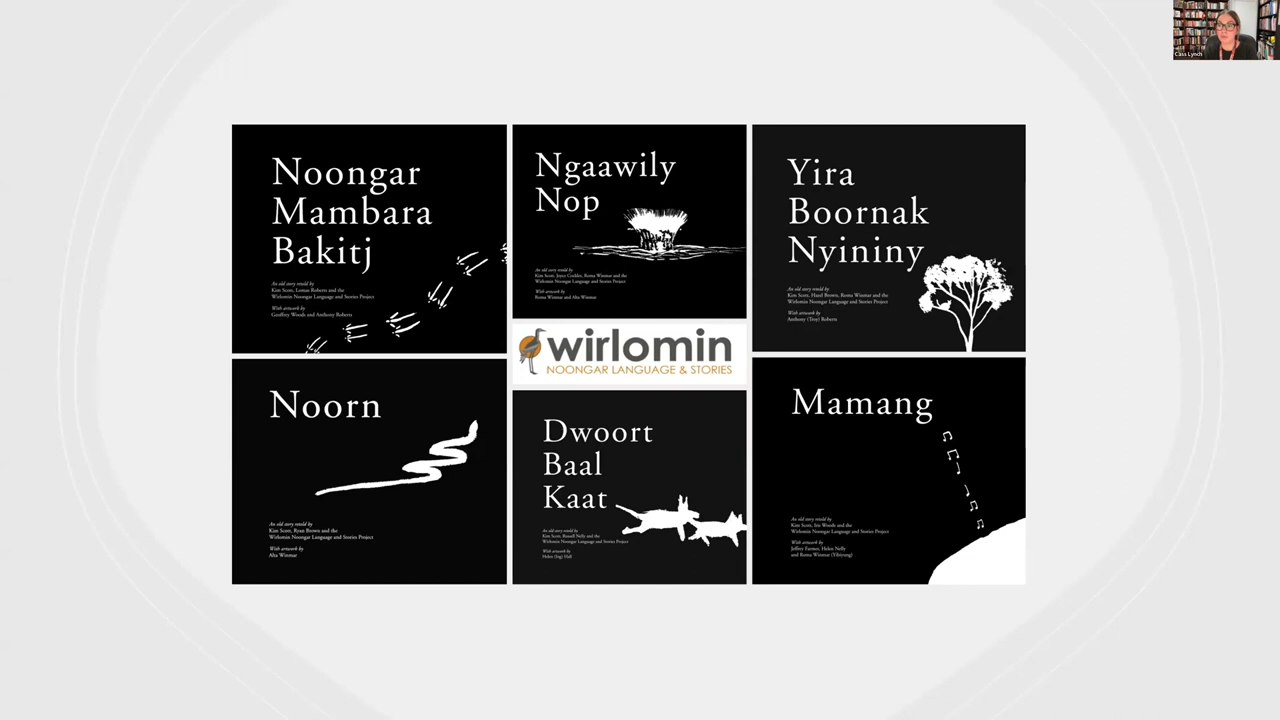 Cass Lynch
Noongar
Mambara
Bakitj
An old story retold by
Kim Scott, Lomas Roberts and the
Wirlomin Noongar Language and Stories Project
With artwork by
Geoffrey Woods and Anthony Roberts
Ngaawily
Nop
An old story retold by
Kim Scott, Joyce Cockles, Roma Winmar and the
Wirlomin Noongar Language and Stories Project
With artwork by
Roma Winmar and Alta Winmar
Yira
Boornak
Nyininy
An old story retold by
Kim Scott, Hazel Brown, Roma Winmar and the
Wirlomin Noongar Language and Stories Project
With artwork by
Anthony (Troy) Roberts
wirlomin
NOONGAR LANGUAGE & STORIES
Noorn
An old story retold by
Kim Scott, Ryan Brown and the
Wirlomin Noongar Language and Stories Project
With artwork by
Alta Winmar
Dwoort
Baal
Kaat
An old story retold by
Kim Scott, Russell Nelly and the
Wirlomin Noongar Language and Stories Project
With artwork by
Helen (Ing) Hall
Mamang
An old story retold by
Kim Scott, Iris Woods and the
Wirlomin Noongar Language and Stories Project
With artwork by
Jeffrey Farmer, Helen Nelly
and Roma Winmar (Yibiyung)